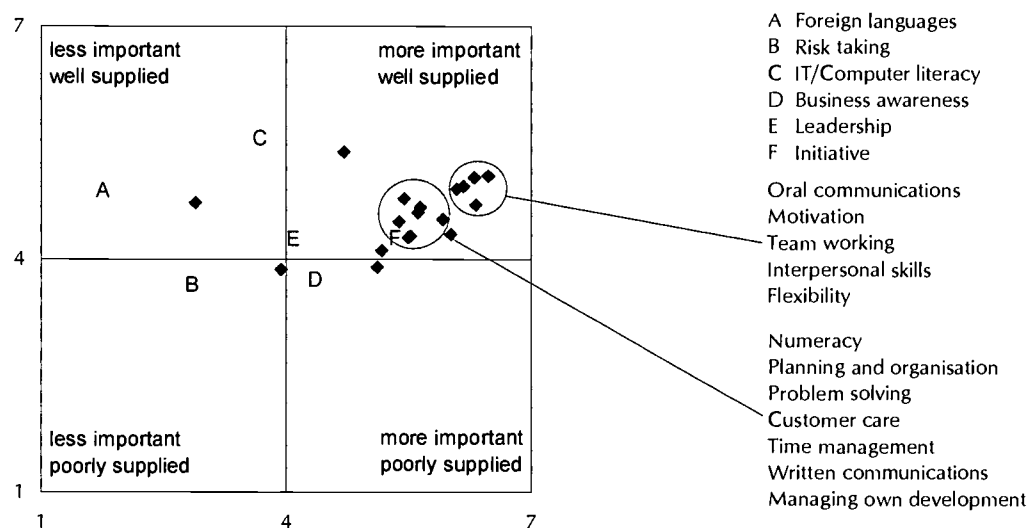 7
less important
well supplied
more important
well supplied
C
A
E
F
4
B
D
less important
poorly supplied
more important
poorly supplied
1
1
4
7
A Foreign languages
B Risk taking
C IT/Computer literacy
D Business awareness
E Leadership
F Initiative
Oral communications
Motivation
Team working
Interpersonal skills
Flexibility
Numeracy
Planning and organisation
Problem solving
Customer care
Time management
Written communications
Managing own development